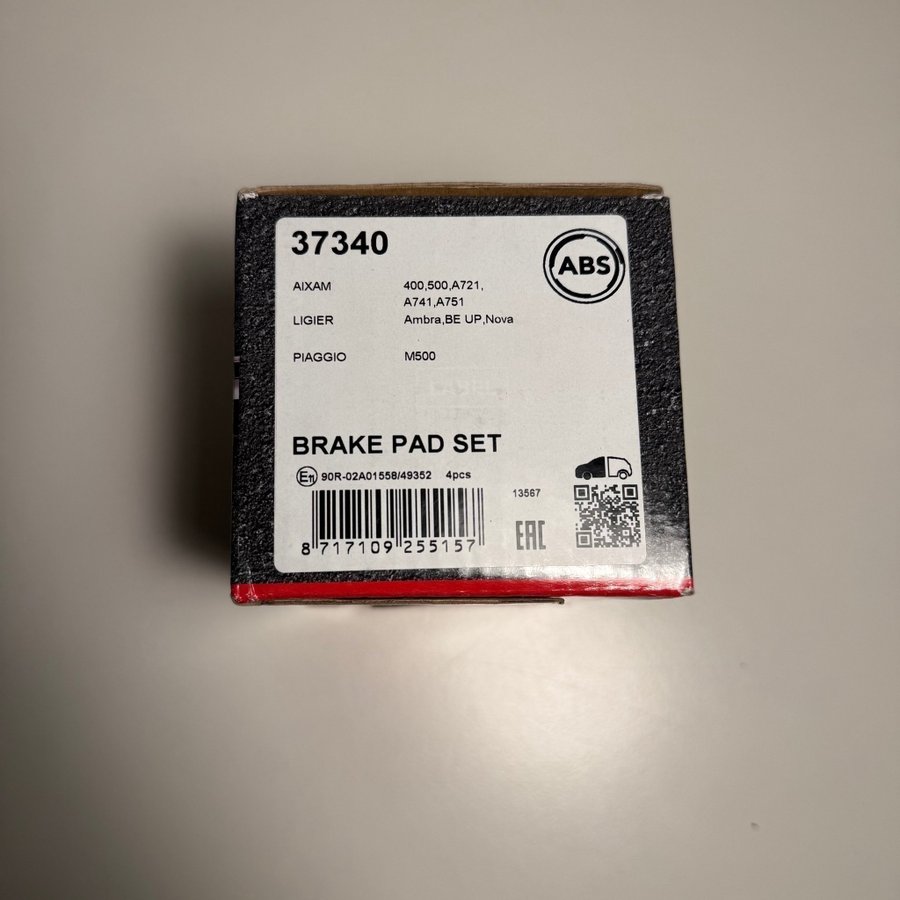 37340
ABS
AIXAM 400,500,A721,
A741,A751
LIGIER Ambra,BE UP,Nova
PIAGGIO M500
BRAKE PAD SET
E11 90R-02A01558/49352 4pcs
13567
8 717109 255157
EAC